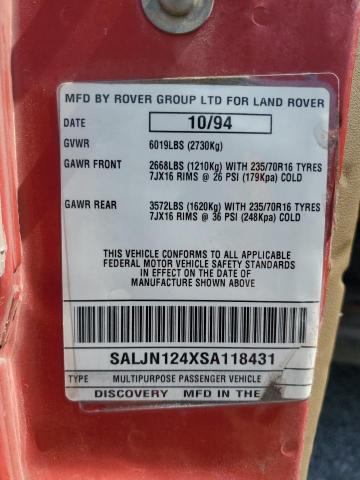 MFD BY ROVER GROUP LTD FOR LAND ROVER
DATE 10/94
GVWR 6019LBS (2730Kg)
GAWR FRONT 2668LBS (1210Kg) WITH 235/70R16 TYRES
7JX16 RIMS @ 26 PSI (179Kpa) COLD
GAWR REAR 3572LBS (1620Kg) WITH 235/70R16 TYRES
7JX16 RIMS @ 36 PSI (248Kpa) COLD
THIS VEHICLE CONFORMS TO ALL APPLICABLE
FEDERAL MOTOR VEHICLE SAFETY STANDARDS
IN EFFECT ON THE DATE OF
MANUFACTURE SHOWN ABOVE
SALJN124XSA118431
TYPE MULTIPURPOSE PASSENGER VEHICLE
DISCOVERY MFD IN THE